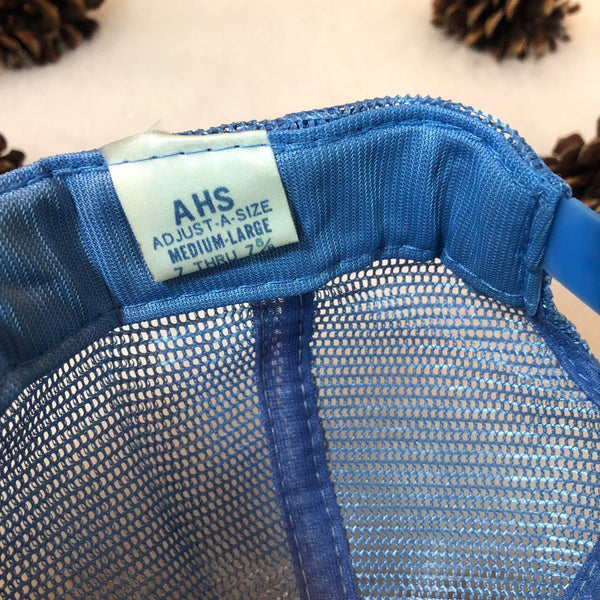 AHS
ADJUST-A-SIZE
MEDIUM-LARGE
7 THRU 7⅝